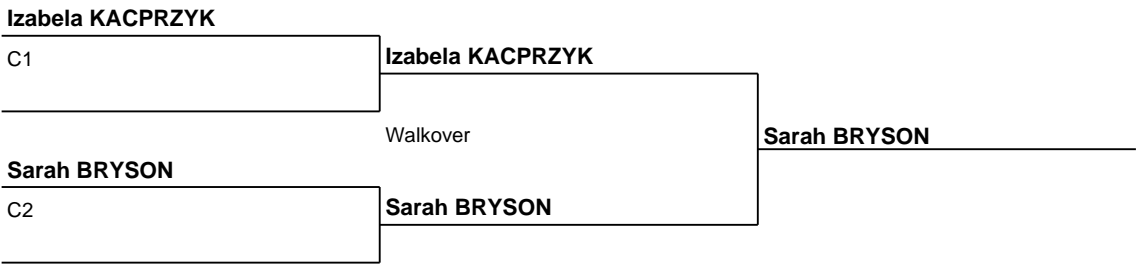 Izabela KACPRZYK
C1
Izabela KACPRZYK
Walkover
Sarah BRYSON
Sarah BRYSON
C2
Sarah BRYSON